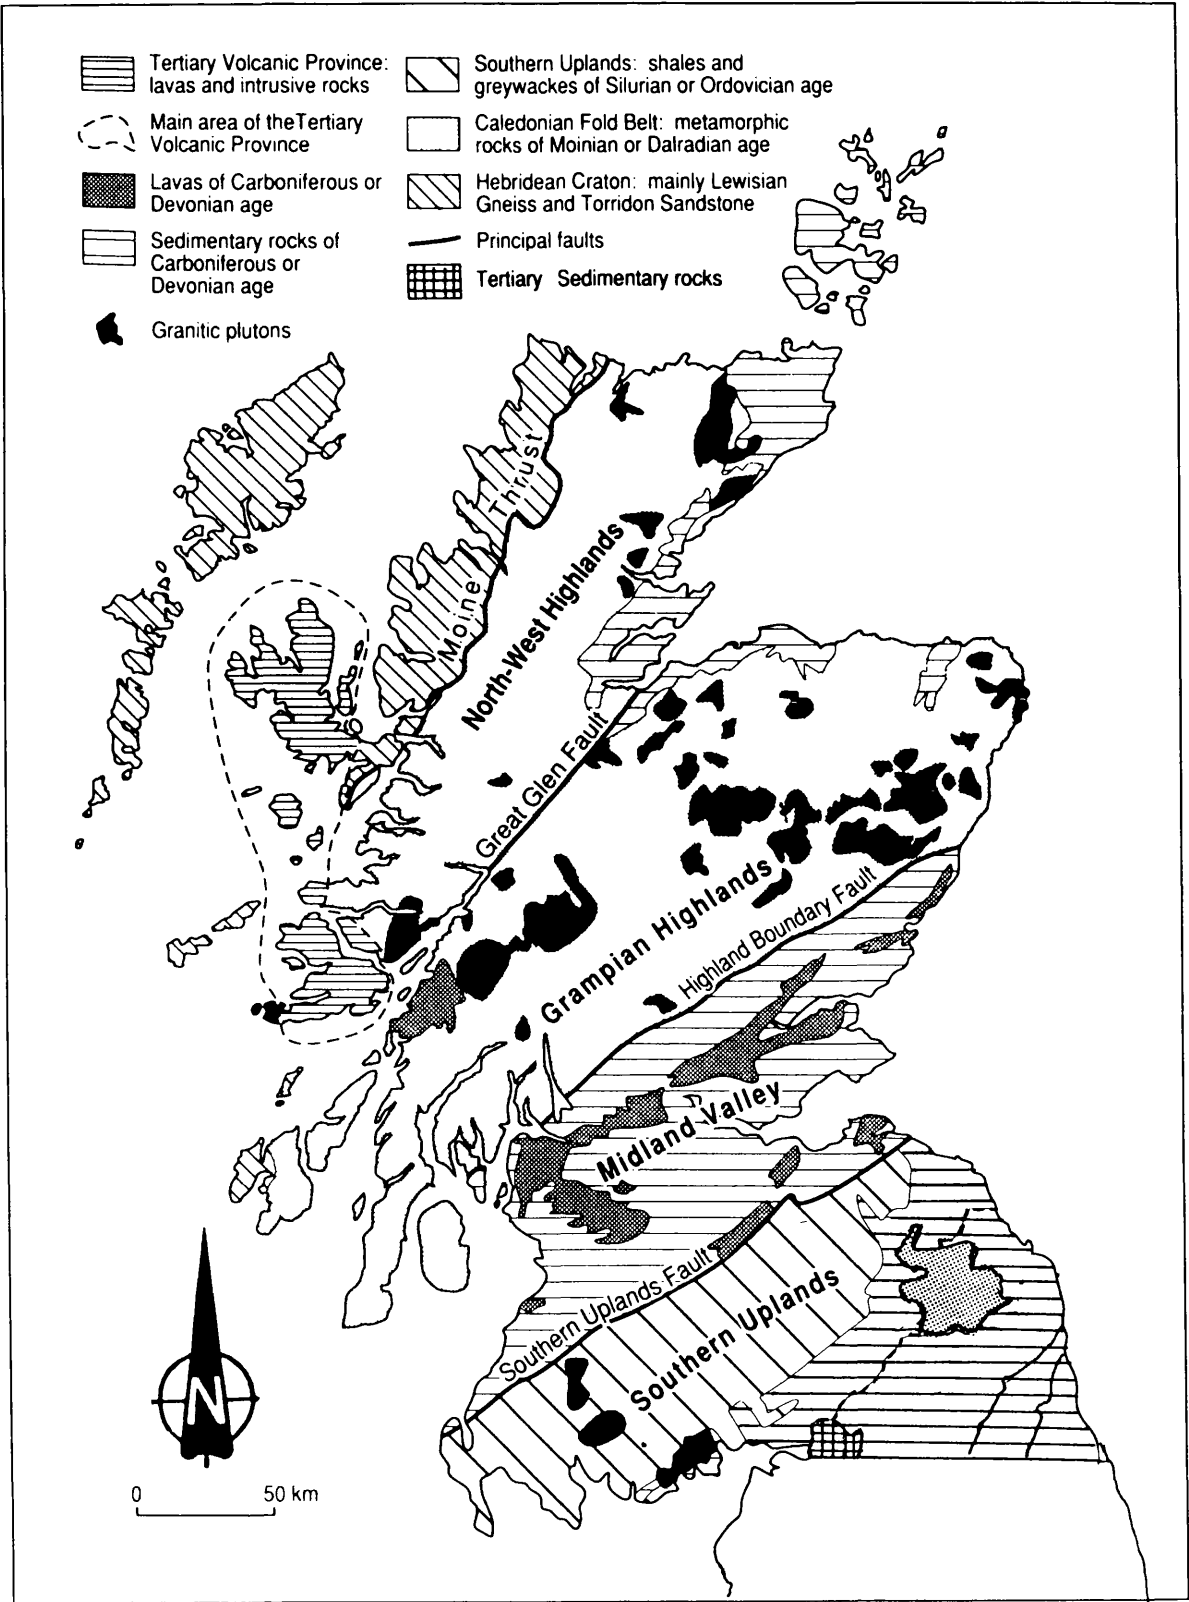 Tertiary Volcanic Province:
lavas and intrusive rocks
Main area of the Tertiary
Volcanic Province
Lavas of Carboniferous or
Devonian age
Sedimentary rocks of
Carboniferous or
Devonian age
Granitic plutons
Southern Uplands: shales and
greywackes of Silurian or Ordovician age
Caledonian Fold Belt: metamorphic
rocks of Moinian or Dalradian age
Hebridean Craton: mainly Lewisian
Gneiss and Torridon Sandstone
Principal faults
Tertiary Sedimentary rocks
Moine Thrust
North-West Highlands
Great Glen Fault
Grampian Highlands
Highland Boundary Fault
Midland Valley
Southern Uplands Fault
Southern Uplands
N
0 50 km